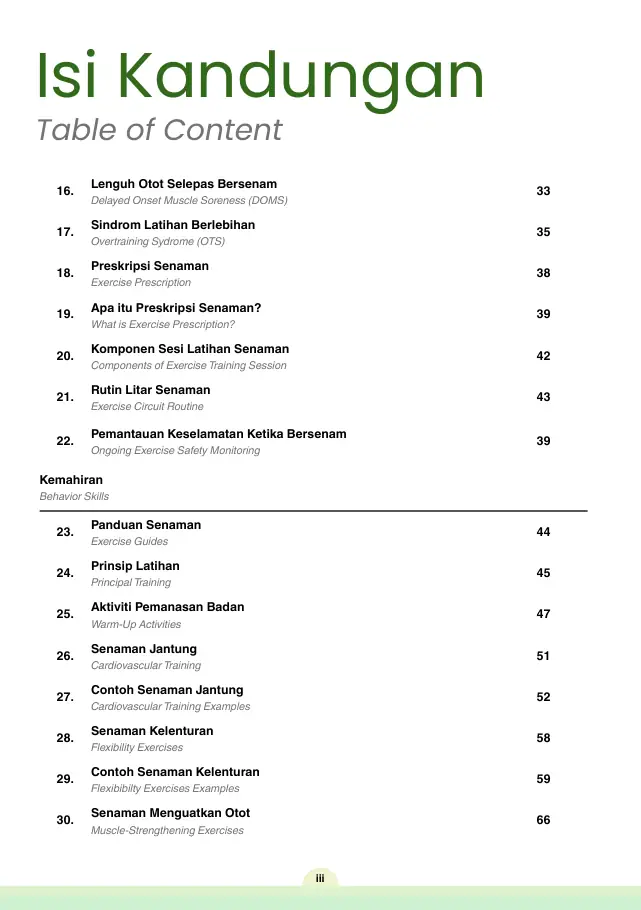 Isi Kandungan
Table of Content
16. Lenguh Otot Selepas Bersenam 33
Delayed Onset Muscle Soreness (DOMS)
17. Sindrom Latihan Berlebihan 35
Overtraining Sydrome (OTS)
18. Preskripsi Senaman 38
Exercise Prescription
19. Apa itu Preskripsi Senaman? 39
What is Exercise Prescription?
20. Komponen Sesi Latihan Senaman 42
Components of Exercise Training Session
21. Rutin Litar Senaman 43
Exercise Circuit Routine
22. Pemantauan Keselamatan Ketika Bersenam 39
Ongoing Exercise Safety Monitoring
Kemahiran
Behavior Skills
23. Panduan Senaman 44
Exercise Guides
24. Prinsip Latihan 45
Principal Training
25. Aktiviti Pemanasan Badan 47
Warm-Up Activities
26. Senaman Jantung 51
Cardiovascular Training
27. Contoh Senaman Jantung 52
Cardiovascular Training Examples
28. Senaman Kelenturan 58
Flexibility Exercises
29. Contoh Senaman Kelenturan 59
Flexibibilty Exercises Examples
30. Senaman Menguatkan Otot 66
Muscle-Strengthening Exercises
iii